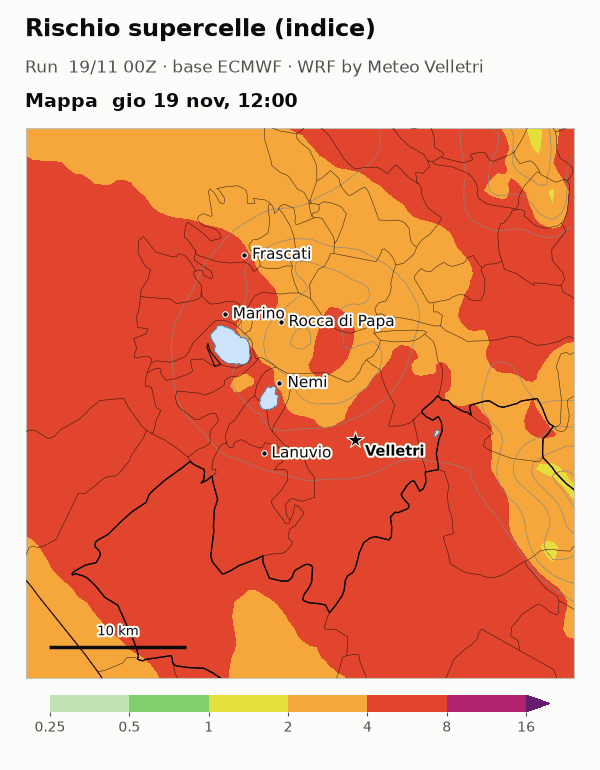 Rischio supercelle (indice)
Run  19/11 00Z · base ECMWF · WRF by Meteo Velletri
Mappa  gio 19 nov, 12:00
Frascati
Marino
Rocca di Papa
Nemi
Velletri
Lanuvio
10 km
0.25 0.5 1 2 4 8 16